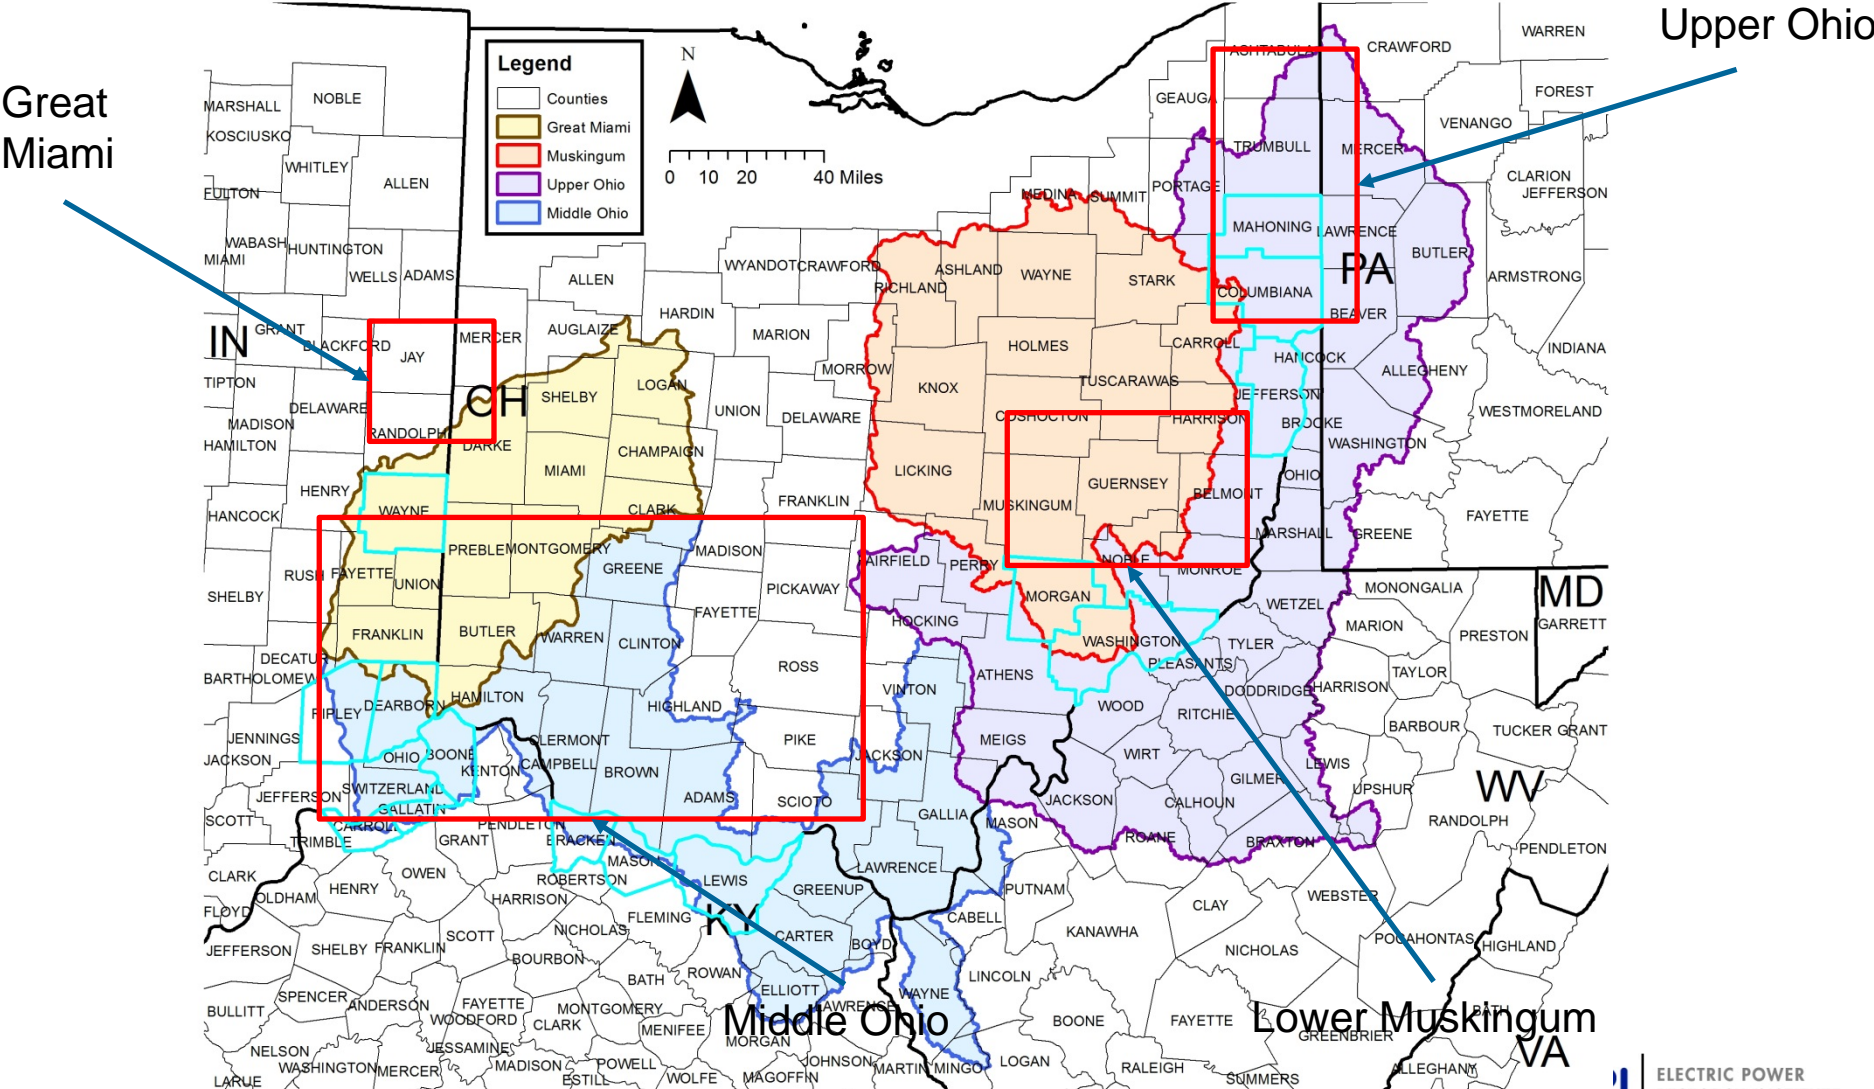 Upper Ohio
Great
Miami
Legend
Counties
Great Miami
Muskingum
Upper Ohio
Middle Ohio
N
0 10 20 40 Miles
WARREN
CRAWFORD
ASHTABULA
FOREST
GEAUGA
VENANGO
MARSHALL
NOBLE
KOSCIUSKO
WHITLEY
ALLEN
FULTON
TRUMBULL
MERCER
CLARION
JEFFERSON
PORTAGE
MEDINA
SUMMIT
MAHONING
LAWRENCE
BUTLER
PA
WABASH
HUNTINGTON
MIAMI
WELLS
ADAMS
ALLEN
WYANDOT
CRAWFORD
RICHLAND
ASHLAND
WAYNE
STARK
COLUMBIANA
ARMSTRONG
BEAVER
IN
GRANT
BLACKFORD
JAY
MERCER
AUGLAIZE
HARDIN
MARION
MORROW
HOLMES
CARROLL
HANCOCK
INDIANA
ALLEGHENY
TIPTON
DELAWARE
OH
SHELBY
LOGAN
KNOX
TUSCARAWAS
JEFFERSON
WESTMORELAND
MADISON
HAMILTON
RANDOLPH
DARKE
UNION
DELAWARE
COSHOCTON
HARRISON
BROOKE
WASHINGTON
CHAMPAIGN
MIAMI
LICKING
GUERNSEY
BELMONT
OHIO
HENRY
HANCOCK
WAYNE
CLARK
FRANKLIN
MUSKINGUM
MARSHALL
GREENE
FAYETTE
PREBLE
MONTGOMERY
MADISON
FAIRFIELD
PERRY
NOBLE
MONROE
RUSH
FAYETTE
UNION
GREENE
PICKAWAY
SHELBY
FAYETTE
MORGAN
WETZEL
MONONGALIA
MD
GARRETT
FRANKLIN
BUTLER
WARREN
CLINTON
HOCKING
WASHINGTON
TYLER
MARION
PRESTON
DECATUR
BARTHOLOMEW
ROSS
ATHENS
PLEASANTS
TAYLOR
HARRISON
DODDRIDGE
RIPLEY
DEARBORN
HAMILTON
HIGHLAND
VINTON
WOOD
RITCHIE
BARBOUR
TUCKER
GRANT
JENNINGS
JACKSON
OHIO
BOONE
KENTON
CLERMONT
CAMPBELL
BROWN
PIKE
JACKSON
MEIGS
WIRT
GILMER
LEWIS
UPSHUR
WV
SWITZERLAND
JEFFERSON
GALLATIN
ADAMS
SCIOTO
GALLIA
MASON
JACKSON
CALHOUN
RANDOLPH
SCOTT
CARROLL
TRIMBLE
GRANT
PENDLETON
BRACKEN
ROANE
BRAXTON
PENDLETON
CLARK
OWEN
MASON
ROBERTSON
LEWIS
GREENUP
LAWRENCE
PUTNAM
WEBSTER
OLDHAM
HENRY
HARRISON
FLOYD
FLEMING
KY
CABELL
CLAY
KANAWHA
JEFFERSON
SHELBY
FRANKLIN
SCOTT
NICHOLAS
BOURBON
CARTER
BOYD
NICHOLAS
POCAHONTAS
HIGHLAND
BATH
ROWAN
ELLIOTT
LINCOLN
WAYNE
LAWRENCE
BULLITT
SPENCER
ANDERSON
FAYETTE
WOODFORD
MONTGOMERY
CLARK
MENIFEE
Middle Ohio
BOONE
FAYETTE
Lower Muskingum
BATH
GREENBRIER
VA
NELSON
WASHINGTON
JESSAMINE
MERCER
MADISON
ESTILL
POWELL
MORGAN
WOLFE
JOHNSON
MAGOFFIN
MARTIN
MINGO
LOGAN
RALEIGH
SUMMERS
ALLEGHANY
LARUE
ELECTRIC POWER